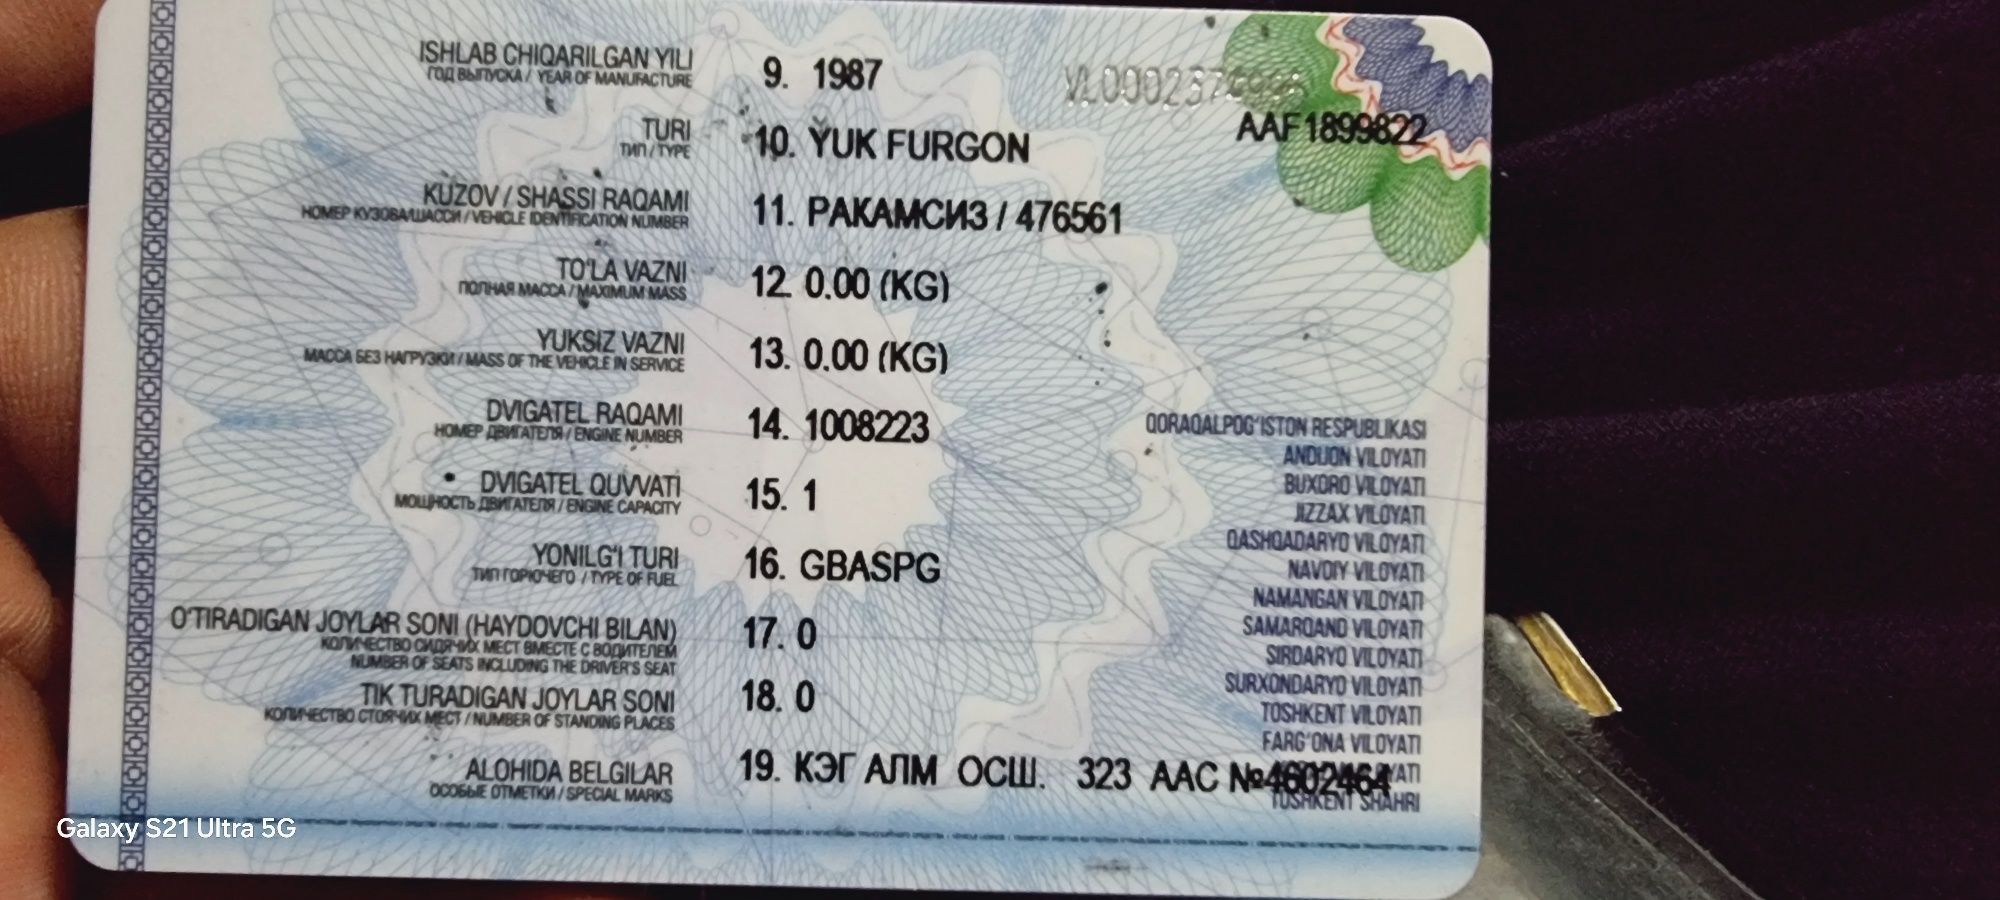 ISHLAB CHIQARILGAN YILI
ГОД ВЫПУСКА / YEAR OF MANUFACTURE
9. 1987
AAF1899822
TURI
ТИП / TYPE
10. YUK FURGON
KUZOV / SHASSI RAQAMI
НОМЕР КУЗОВА/ШАССИ / VEHICLE IDENTIFICATION NUMBER
11. РАКАМСИЗ / 476561
TO'LA VAZNI
ПОЛНАЯ МАССА / MAXIMUM MASS
12. 0.00 (KG)
YUKSIZ VAZNI
МАССА БЕЗ НАГРУЗКИ / MASS OF THE VEHICLE IN SERVICE
13. 0.00 (KG)
DVIGATEL RAQAMI
НОМЕР ДВИГАТЕЛЯ / ENGINE NUMBER
14. 1008223
DVIGATEL QUVVATI
МОЩНОСТЬ ДВИГАТЕЛЯ / ENGINE CAPACITY
15. 1
YONILG'I TURI
ТИП ГОРЮЧЕГО / TYPE OF FUEL
16. GBASPG
O'TIRADIGAN JOYLAR SONI (HAYDOVCHI BILAN)
КОЛИЧЕСТВО СИДЯЧИХ МЕСТ ВМЕСТЕ С ВОДИТЕЛЕМ
NUMBER OF SEATS INCLUDING THE DRIVER'S SEAT
17. 0
TIK TURADIGAN JOYLAR SONI
КОЛИЧЕСТВО СТОЯЧИХ МЕСТ / NUMBER OF STANDING PLACES
18. 0
ALOHIDA BELGILAR
ОСОБЫЕ ОТМЕТКИ / SPECIAL MARKS
19. КЭГ АЛМ ОСШ. 323 ААС №4602464
QORAQALPOG'ISTON RESPUBLIKASI
ANDIJON VILOYATI
BUXORO VILOYATI
JIZZAX VILOYATI
QASHQADARYO VILOYATI
NAVOIY VILOYATI
NAMANGAN VILOYATI
SAMARQAND VILOYATI
SIRDARYO VILOYATI
SURXONDARYO VILOYATI
TOSHKENT VILOYATI
FARG'ONA VILOYATI
TOSHKENT SHAHRI
Galaxy S21 Ultra 5G